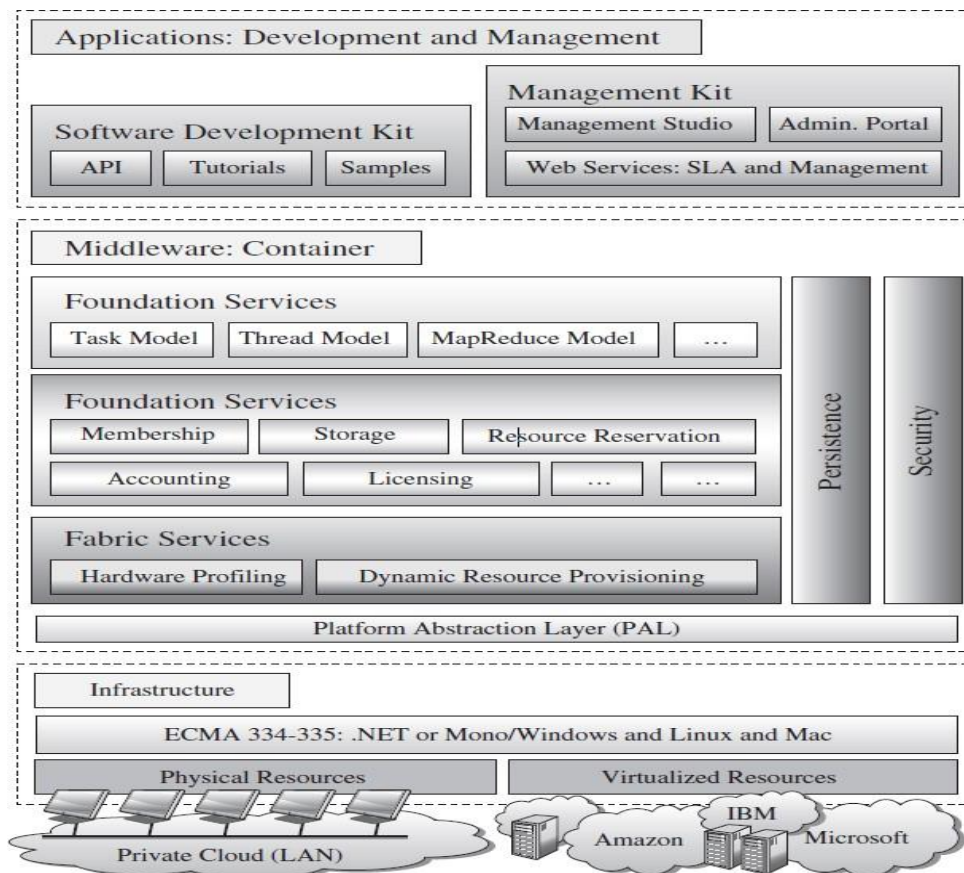 Applications: Development and Management
Software Development Kit
API
Tutorials
Samples
Management Kit
Management Studio
Admin. Portal
Web Services: SLA and Management
Middleware: Container
Foundation Services
Task Model
Thread Model
MapReduce Model
...
Foundation Services
Membership
Storage
Resource Reservation
Accounting
Licensing
...
...
Fabric Services
Hardware Profiling
Dynamic Resource Provisioning
Persistence
Security
Platform Abstraction Layer (PAL)
Infrastructure
ECMA 334-335: .NET or Mono/Windows and Linux and Mac
Physical Resources
Virtualized Resources
Private Cloud (LAN)
Amazon
IBM
Microsoft